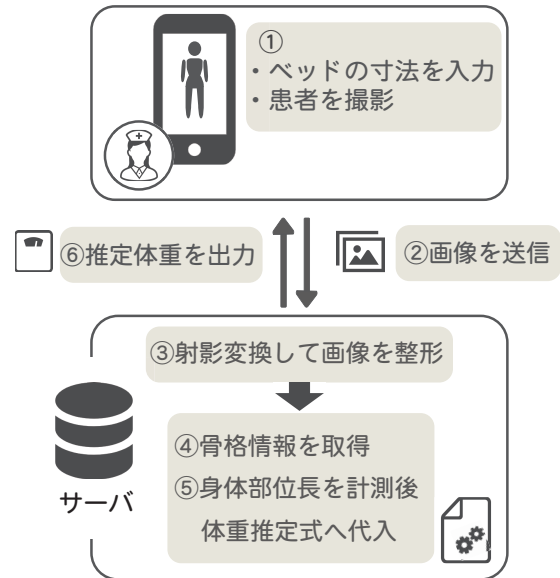 ①
・ベッドの寸法を入力
・患者を撮影
⑥推定体重を出力
②画像を送信
③射影変換して画像を整形
④骨格情報を取得
⑤身体部位長を計測後
体重推定式へ代入
サーバ